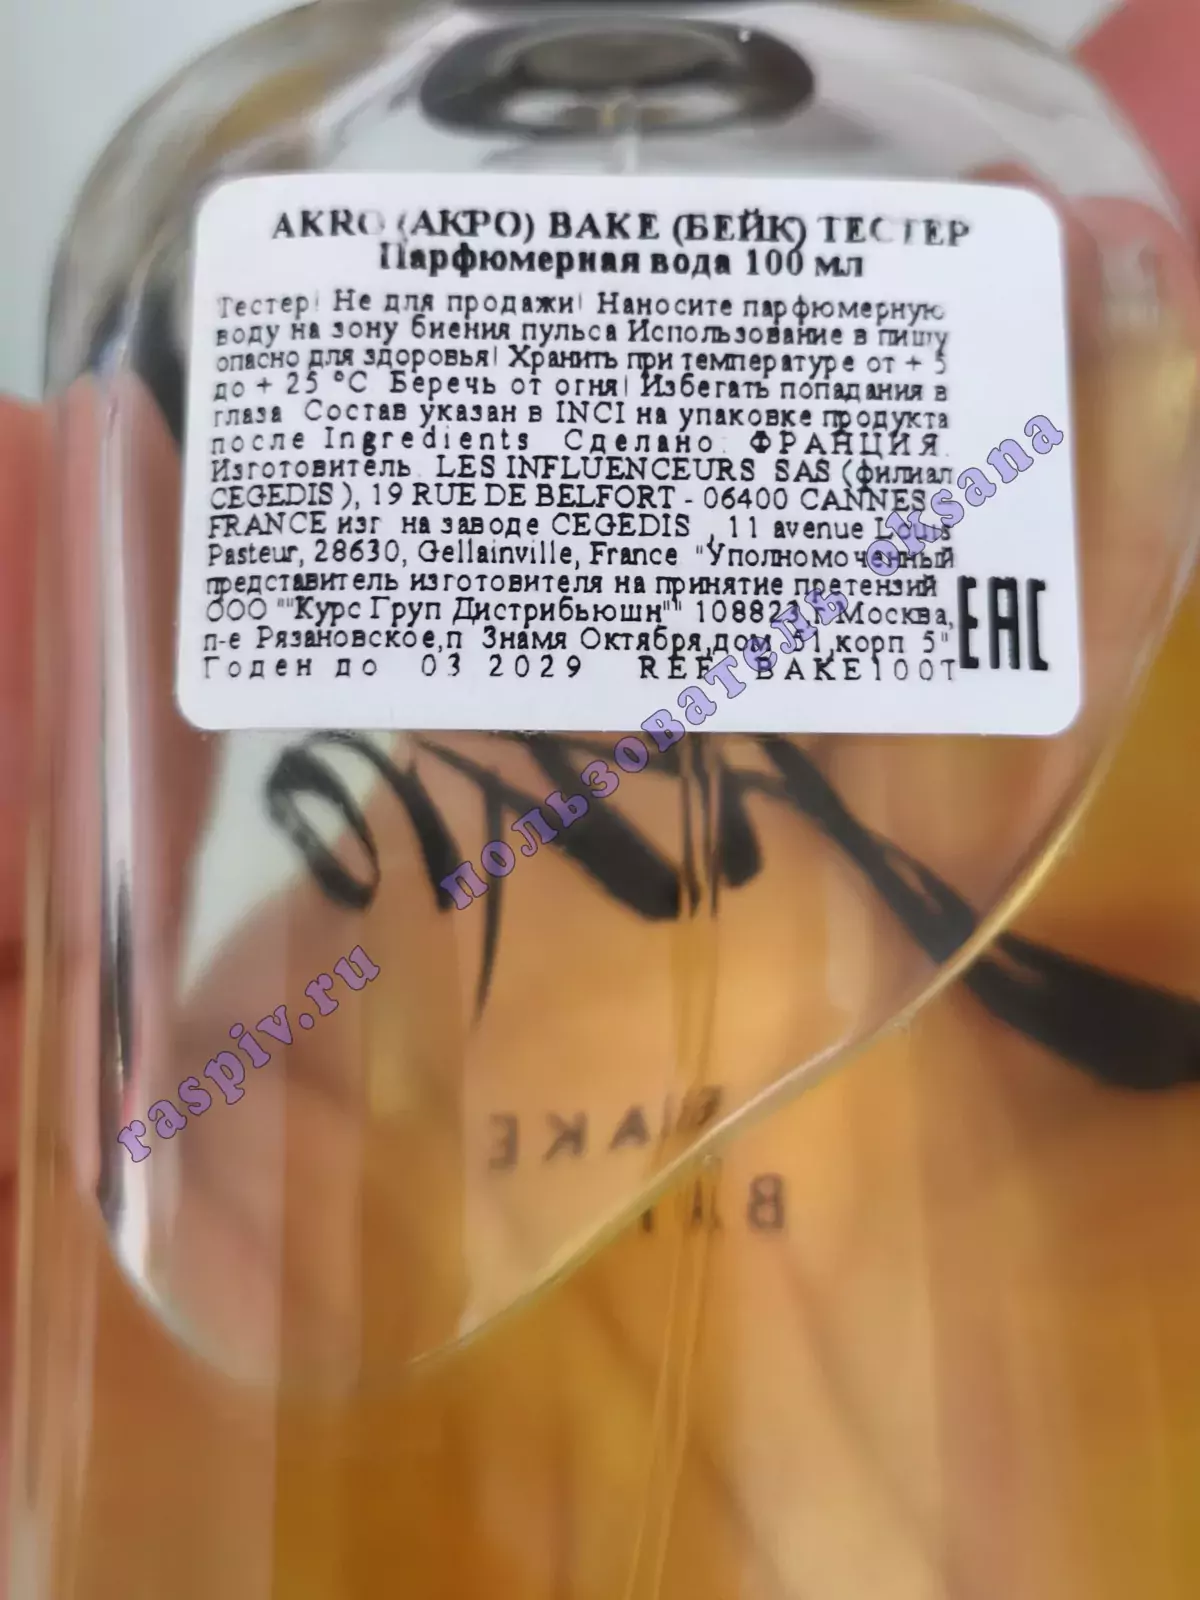 AKRO (АКРО) BAKE (БЕЙК) ТЕСТЕР
Парфюмерная вода 100 мл
Тестер! Не для продажи! Наносите парфюмерную
воду на зону биения пульса Использование в пищу
опасно для здоровья! Хранить при температуре от + 5
до + 25 °C Беречь от огня! Избегать попадания в
глаза Состав указан в INCI на упаковке продукта
после Ingredients Сделано ФРАНЦИЯ.
Изготовитель LES INFLUENCEURS SAS (филиал
CEGEDIS ), 19 RUE DE BELFORT - 06400 CANNES
FRANCE изг на заводе CEGEDIS , 11 avenue Louis
Pasteur, 28630, Gellainville, France "Уполномоченный
представитель изготовителя на принятие претензий
ООО ""Курс Груп Дистрибьюшн"" г Москва,
п-е Рязановское,п Знамя Октября,дом 31,корп 5"
Годен до 03 2029 REF BAKE100T
EAC
raspiv.ru пользователь oksana
akro
BAKE